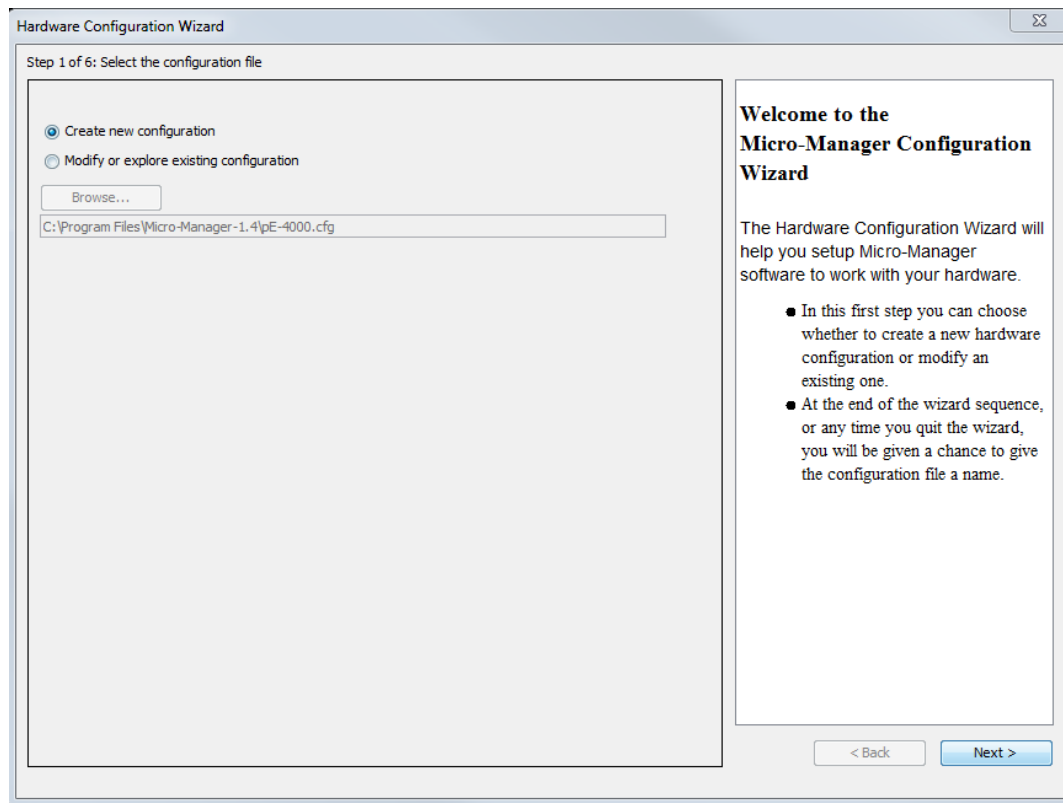 Hardware Configuration Wizard
Step 1 of 6: Select the configuration file
Create new configuration
Modify or explore existing configuration
Browse...
C:\Program Files\Micro-Manager-1.4\pE-4000.cfg
Welcome to the
Micro-Manager Configuration
Wizard
The Hardware Configuration Wizard will
help you setup Micro-Manager
software to work with your hardware.
In this first step you can choose
whether to create a new hardware
configuration or modify an
existing one.
At the end of the wizard sequence,
or any time you quit the wizard,
you will be given a chance to give
the configuration file a name.
< Back
Next >